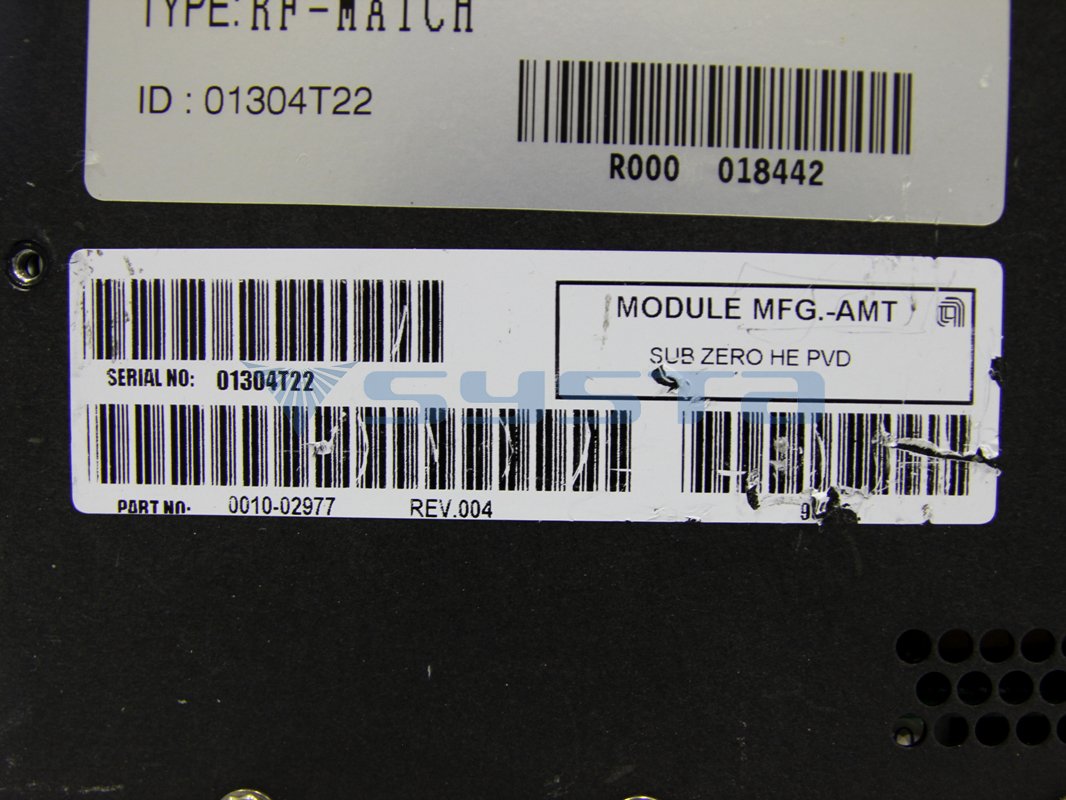 TYPE: RF-MATCH
ID : 01304T22
R000 018442
MODULE MFG.-AMT
SUB ZERO HE PVD
SERIAL NO: 01304T22
systa
PART NO: 0010-02977 REV.004